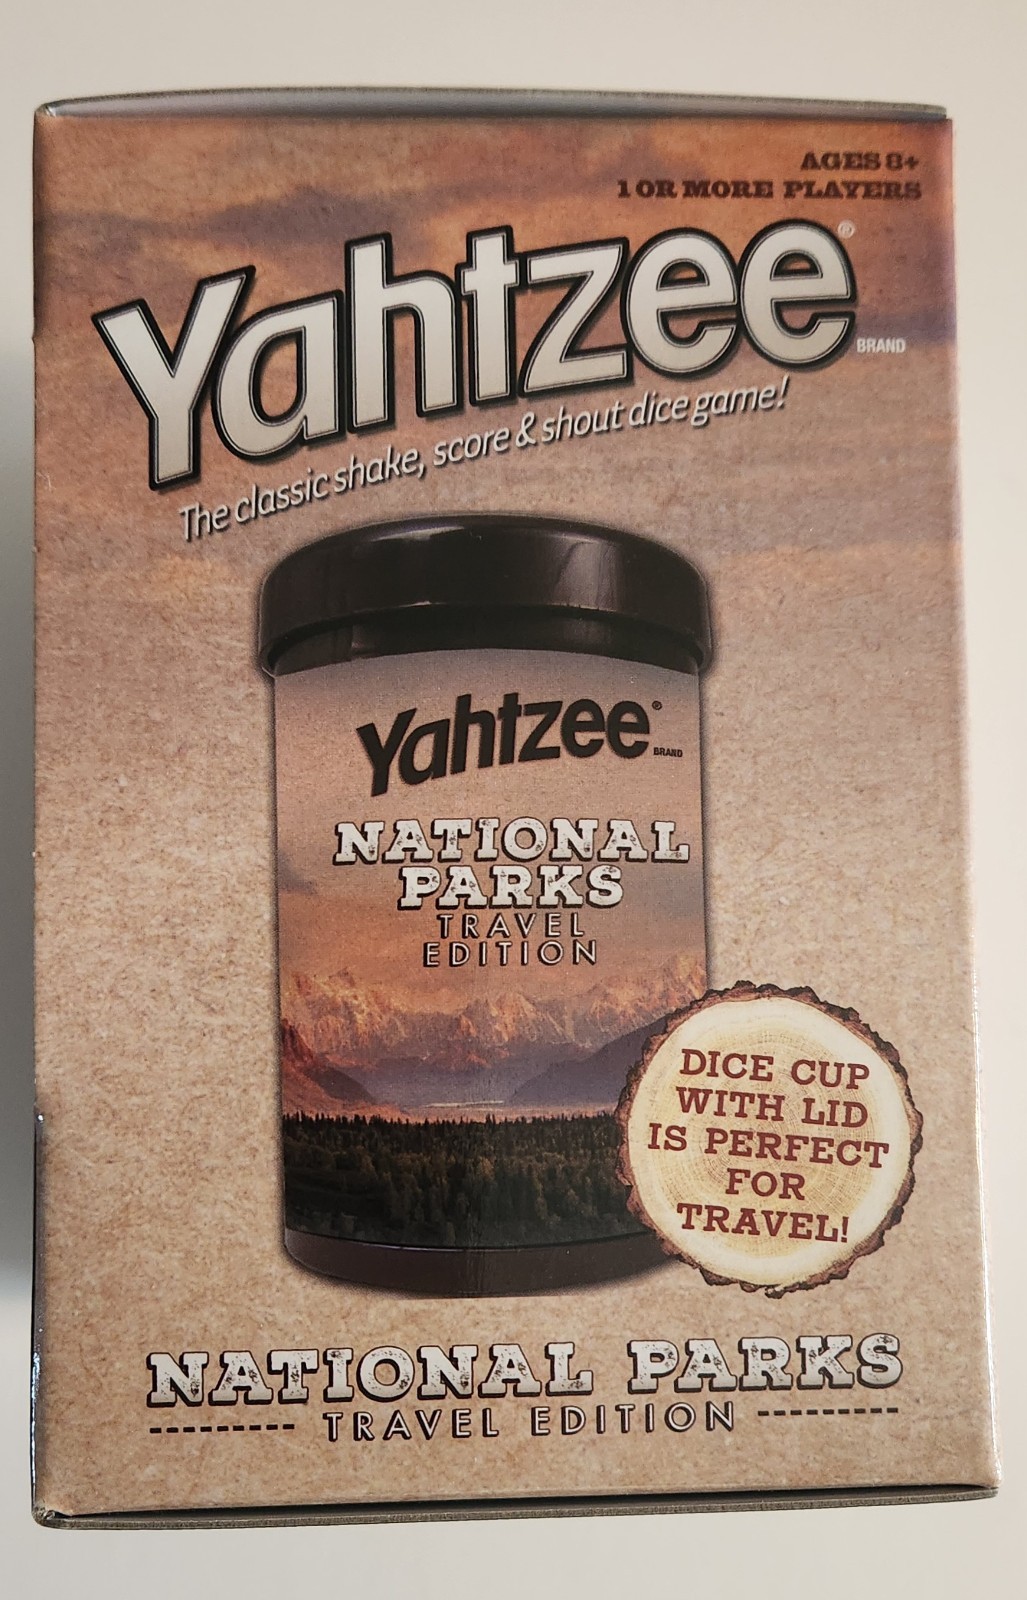 AGES 8+
1 OR MORE PLAYERS
Yahtzee®
BRAND
The classic shake, score & shout dice game!
Yahtzee®
BRAND
NATIONAL
PARKS
TRAVEL
EDITION
DICE CUP
WITH LID
IS PERFECT
FOR
TRAVEL!
NATIONAL PARKS
TRAVEL EDITION